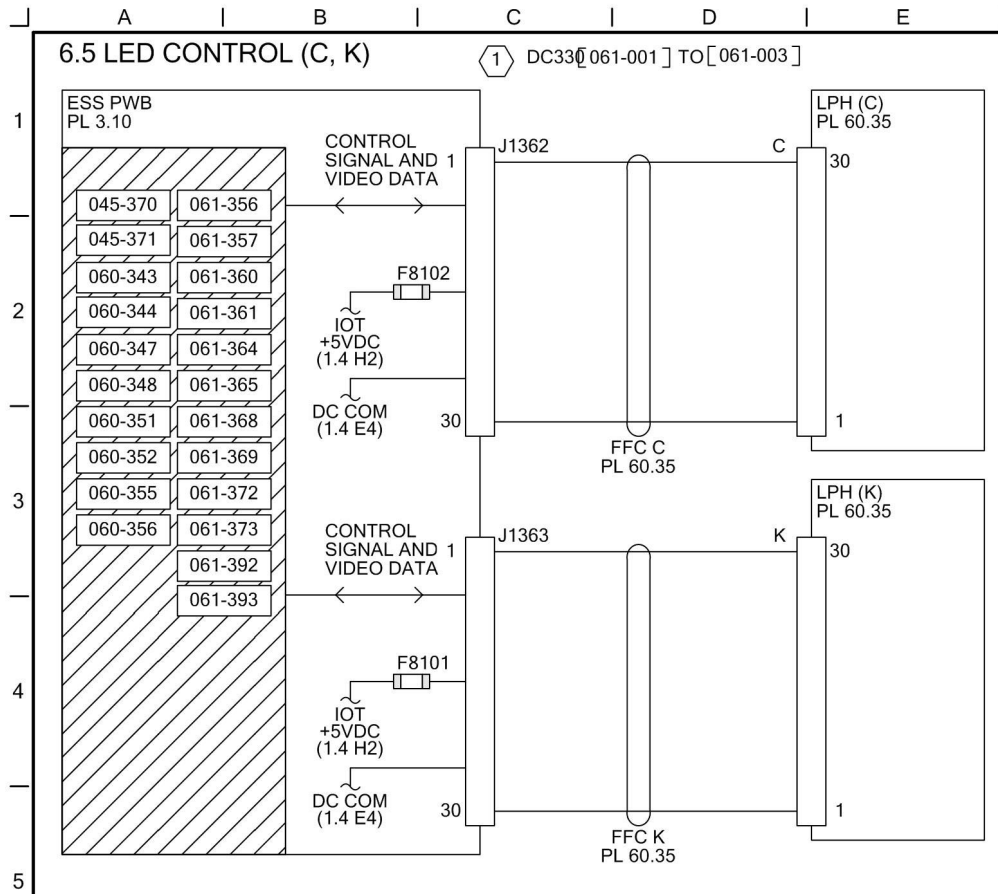 A B C D E
6.5 LED CONTROL (C, K)
1 DC330[061-001] TO [061-003]
1
2
3
4
5
ESS PWB
PL 3.10
045-370 061-356
045-371 061-357
060-343 061-360
060-344 061-361
060-347 061-364
060-348 061-365
060-351 061-368
060-352 061-369
060-355 061-372
060-356 061-373
061-392
061-393
CONTROL
SIGNAL AND 1
VIDEO DATA
J1362
C
LPH (C)
PL 60.35
30
F8102
IOT
+5VDC
(1.4 H2)
DC COM
(1.4 E4)
30
1
FFC C
PL 60.35
CONTROL
SIGNAL AND 1
VIDEO DATA
J1363
K
LPH (K)
PL 60.35
30
F8101
IOT
+5VDC
(1.4 H2)
DC COM
(1.4 E4)
30
1
FFC K
PL 60.35